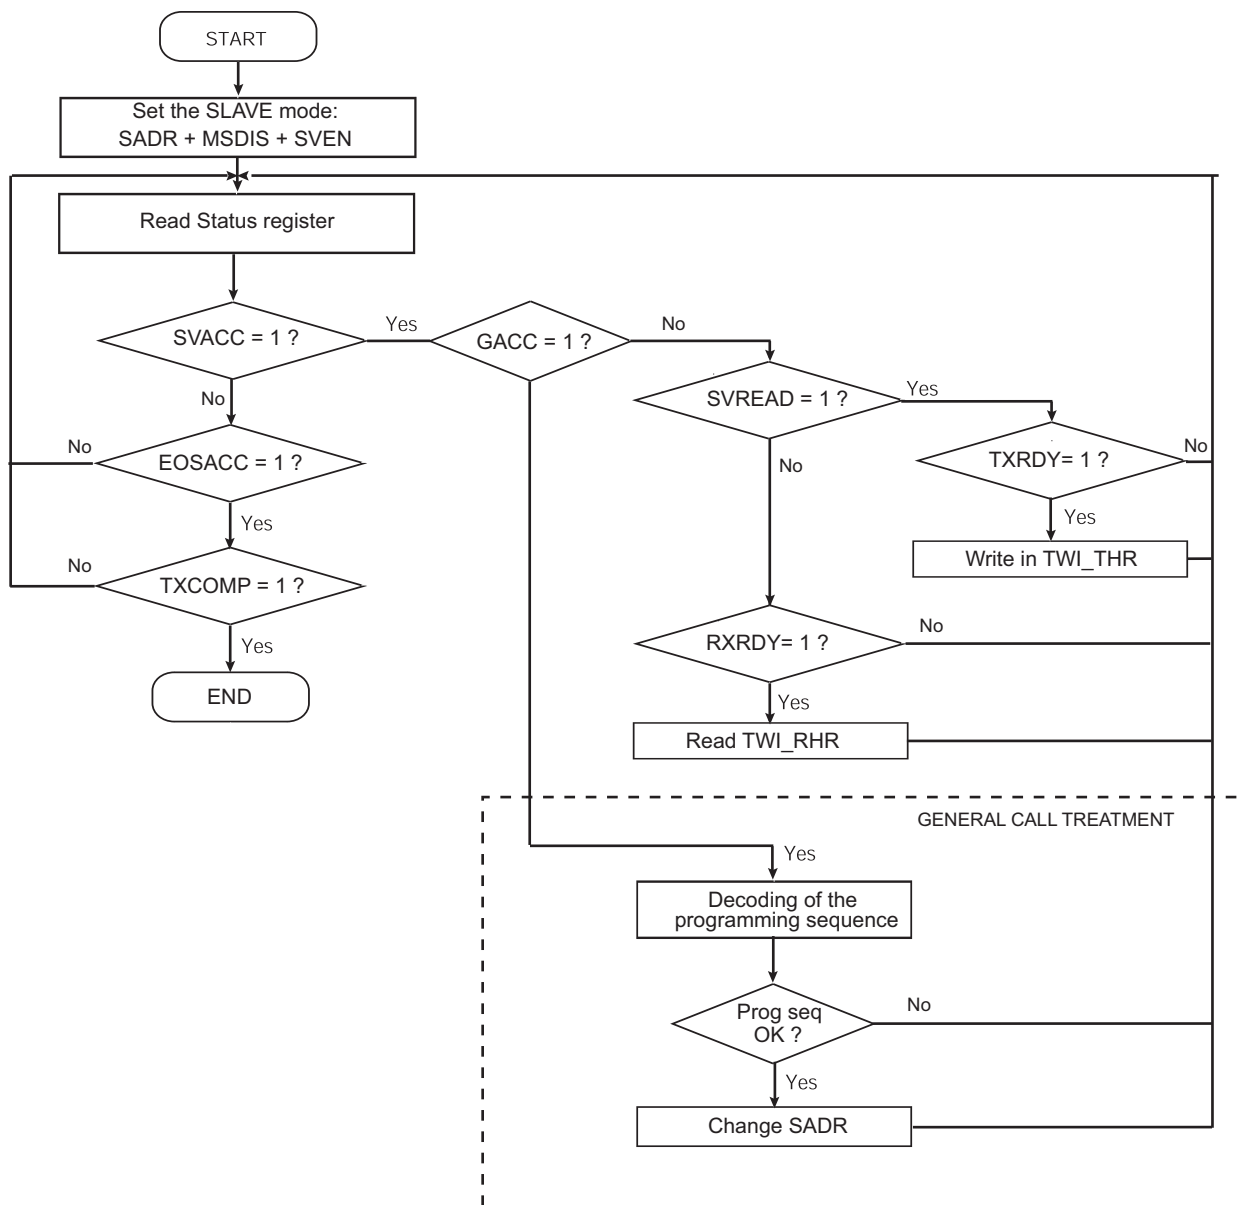 START
Set the SLAVE mode:
SADR + MSDIS + SVEN
Read Status register
SVACC = 1 ?
Yes
GACC = 1 ?
No
SVREAD = 1 ?
Yes
No
EOSACC = 1 ?
No
No
TXRDY= 1 ?
No
Yes
Yes
Write in TWI_THR
TXCOMP = 1 ?
No
Yes
END
RXRDY= 1 ?
No
Yes
Read TWI_RHR
GENERAL CALL TREATMENT
Yes
Decoding of the
programming sequence
Prog seq
OK ?
No
Yes
Change SADR